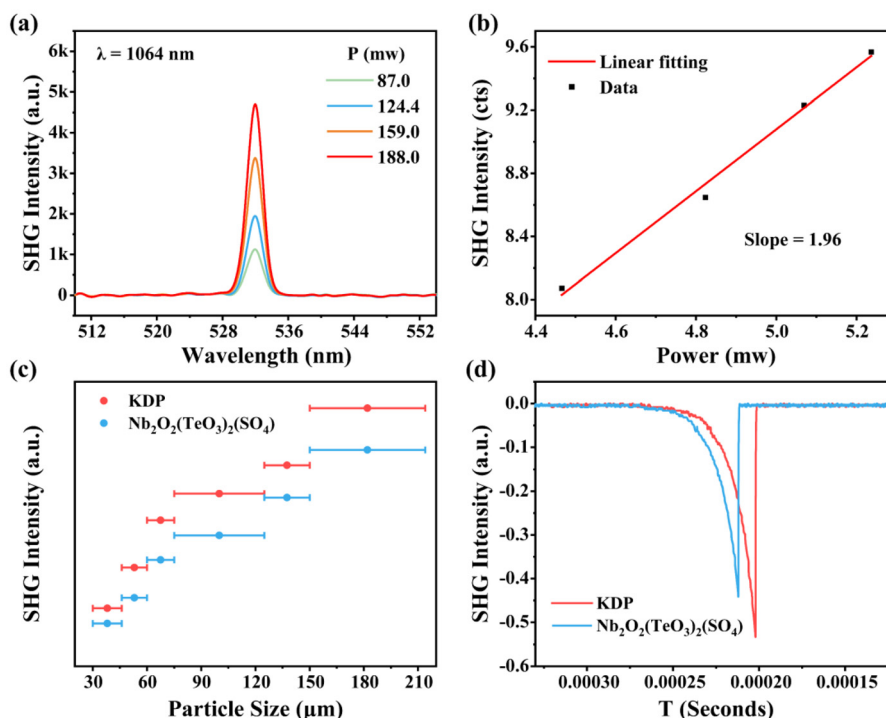 (a)
λ = 1064 nm
P (mw)
87.0
124.4
159.0
188.0
6k
5k
4k
3k
2k
1k
0
SHG Intensity (a.u.)
512 520 528 536 544 552
Wavelength (nm)
(b)
Linear fitting
Data
Slope = 1.96
9.6
9.2
8.8
8.4
8.0
SHG Intensity (cts)
4.4 4.6 4.8 5.0 5.2
Power (mw)
(c)
KDP
Nb₂O₂(TeO₃)₂(SO₄)
SHG Intensity (a.u.)
30 60 90 120 150 180 210
Particle Size (μm)
(d)
0.0
-0.1
-0.2
-0.3
-0.4
-0.5
-0.6
SHG Intensity (a.u.)
KDP
Nb₂O₂(TeO₃)₂(SO₄)
0.00030 0.00025 0.00020 0.00015
T (Seconds)